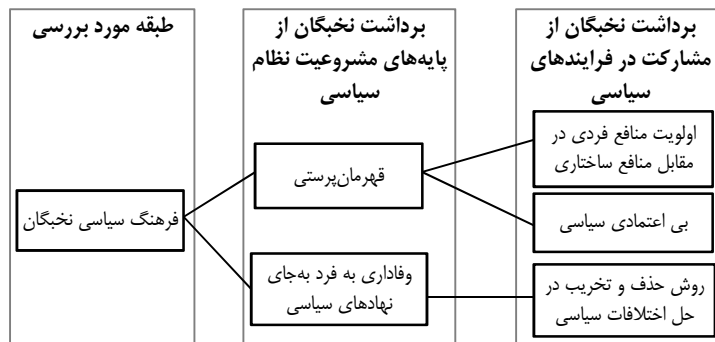 برداشت نخبگان از
مشارکت در فرایندهای
سیاسی
برداشت نخبگان از
پایه‌های مشروعیت نظام
سیاسی
طبقه مورد بررسی
اولویت منافع فردی در
مقابل منافع ساختاری
قهرمان‌پرستی
بی اعتمادی سیاسی
فرهنگ سیاسی نخبگان
وفاداری به فرد به‌جای
نهادهای سیاسی
روش حذف و تخریب در
حل اختلافات سیاسی